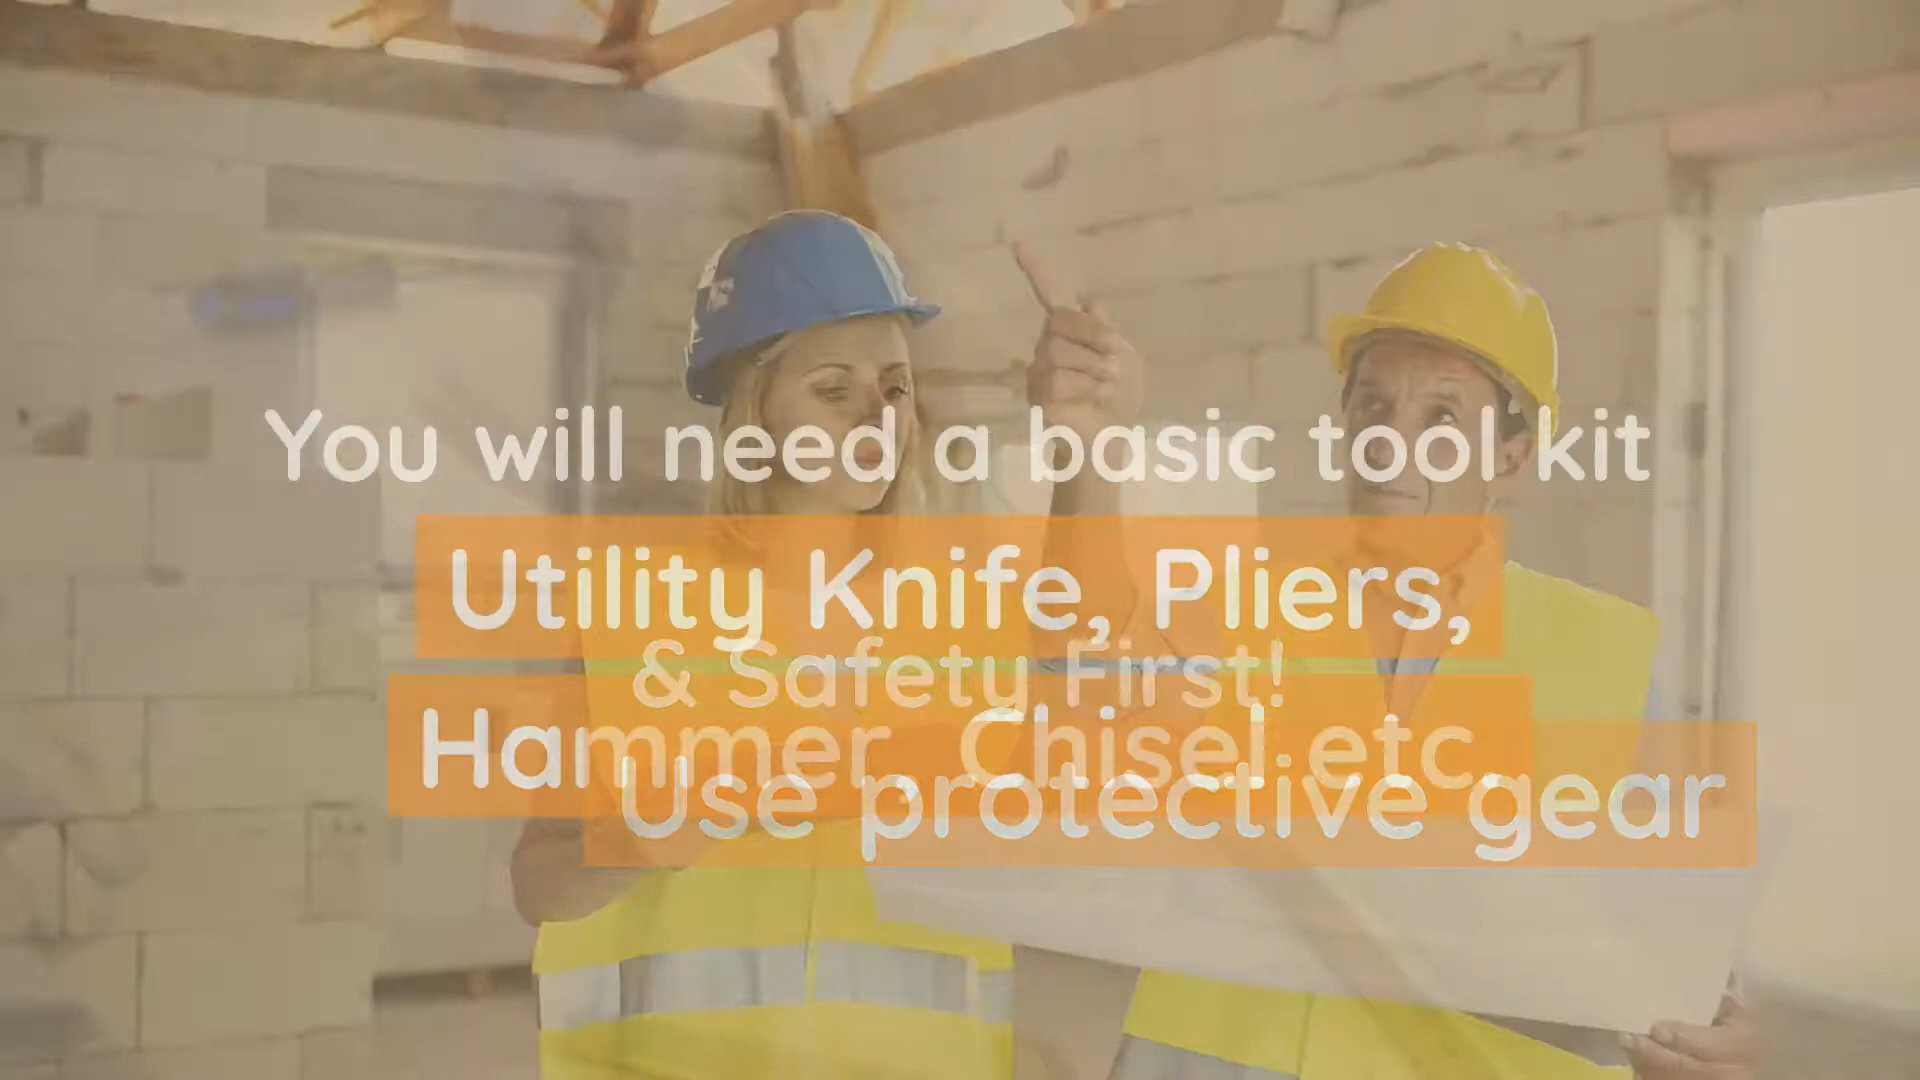 You will need a basic tool kit
Utility Knife, Pliers,
& Safety First!
Hammer, Chisel etc.
Use protective gear